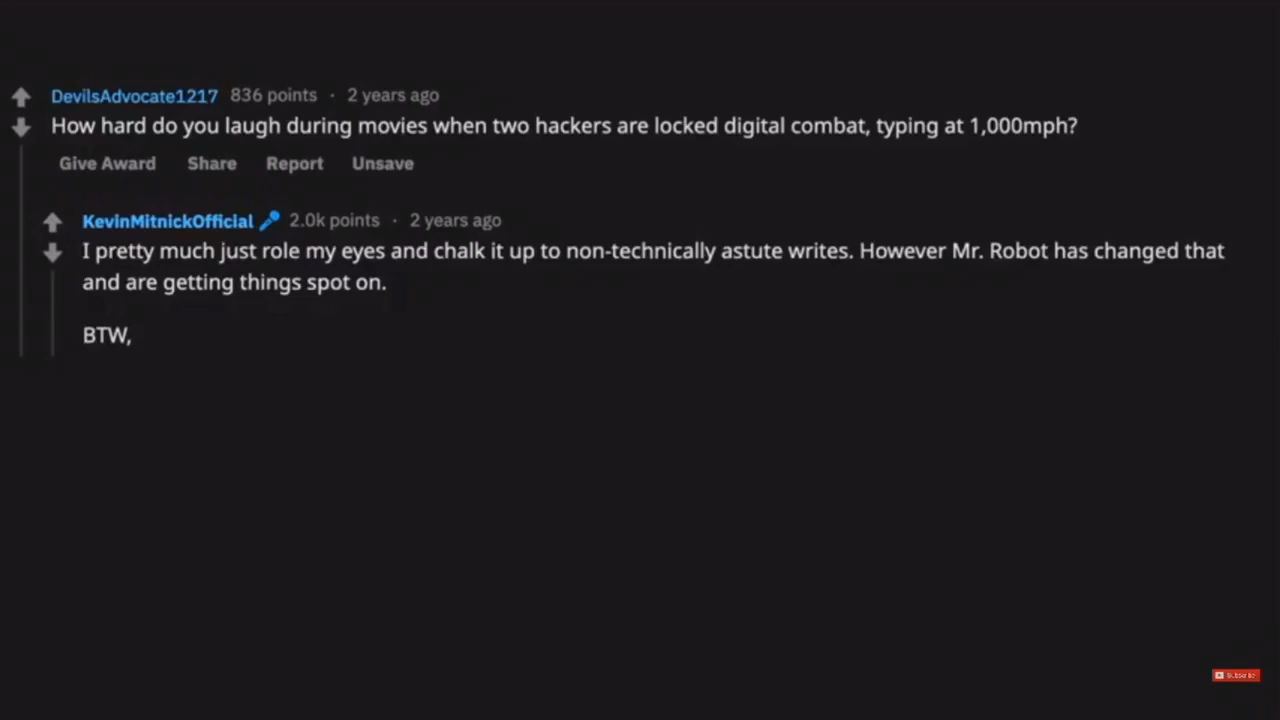 DevilsAdvocate1217 836 points · 2 years ago
How hard do you laugh during movies when two hackers are locked digital combat, typing at 1,000mph?
Give Award Share Report Unsave
KevinMitnickOfficial 2.0k points · 2 years ago
I pretty much just role my eyes and chalk it up to non-technically astute writes. However Mr. Robot has changed that
and are getting things spot on.
BTW,